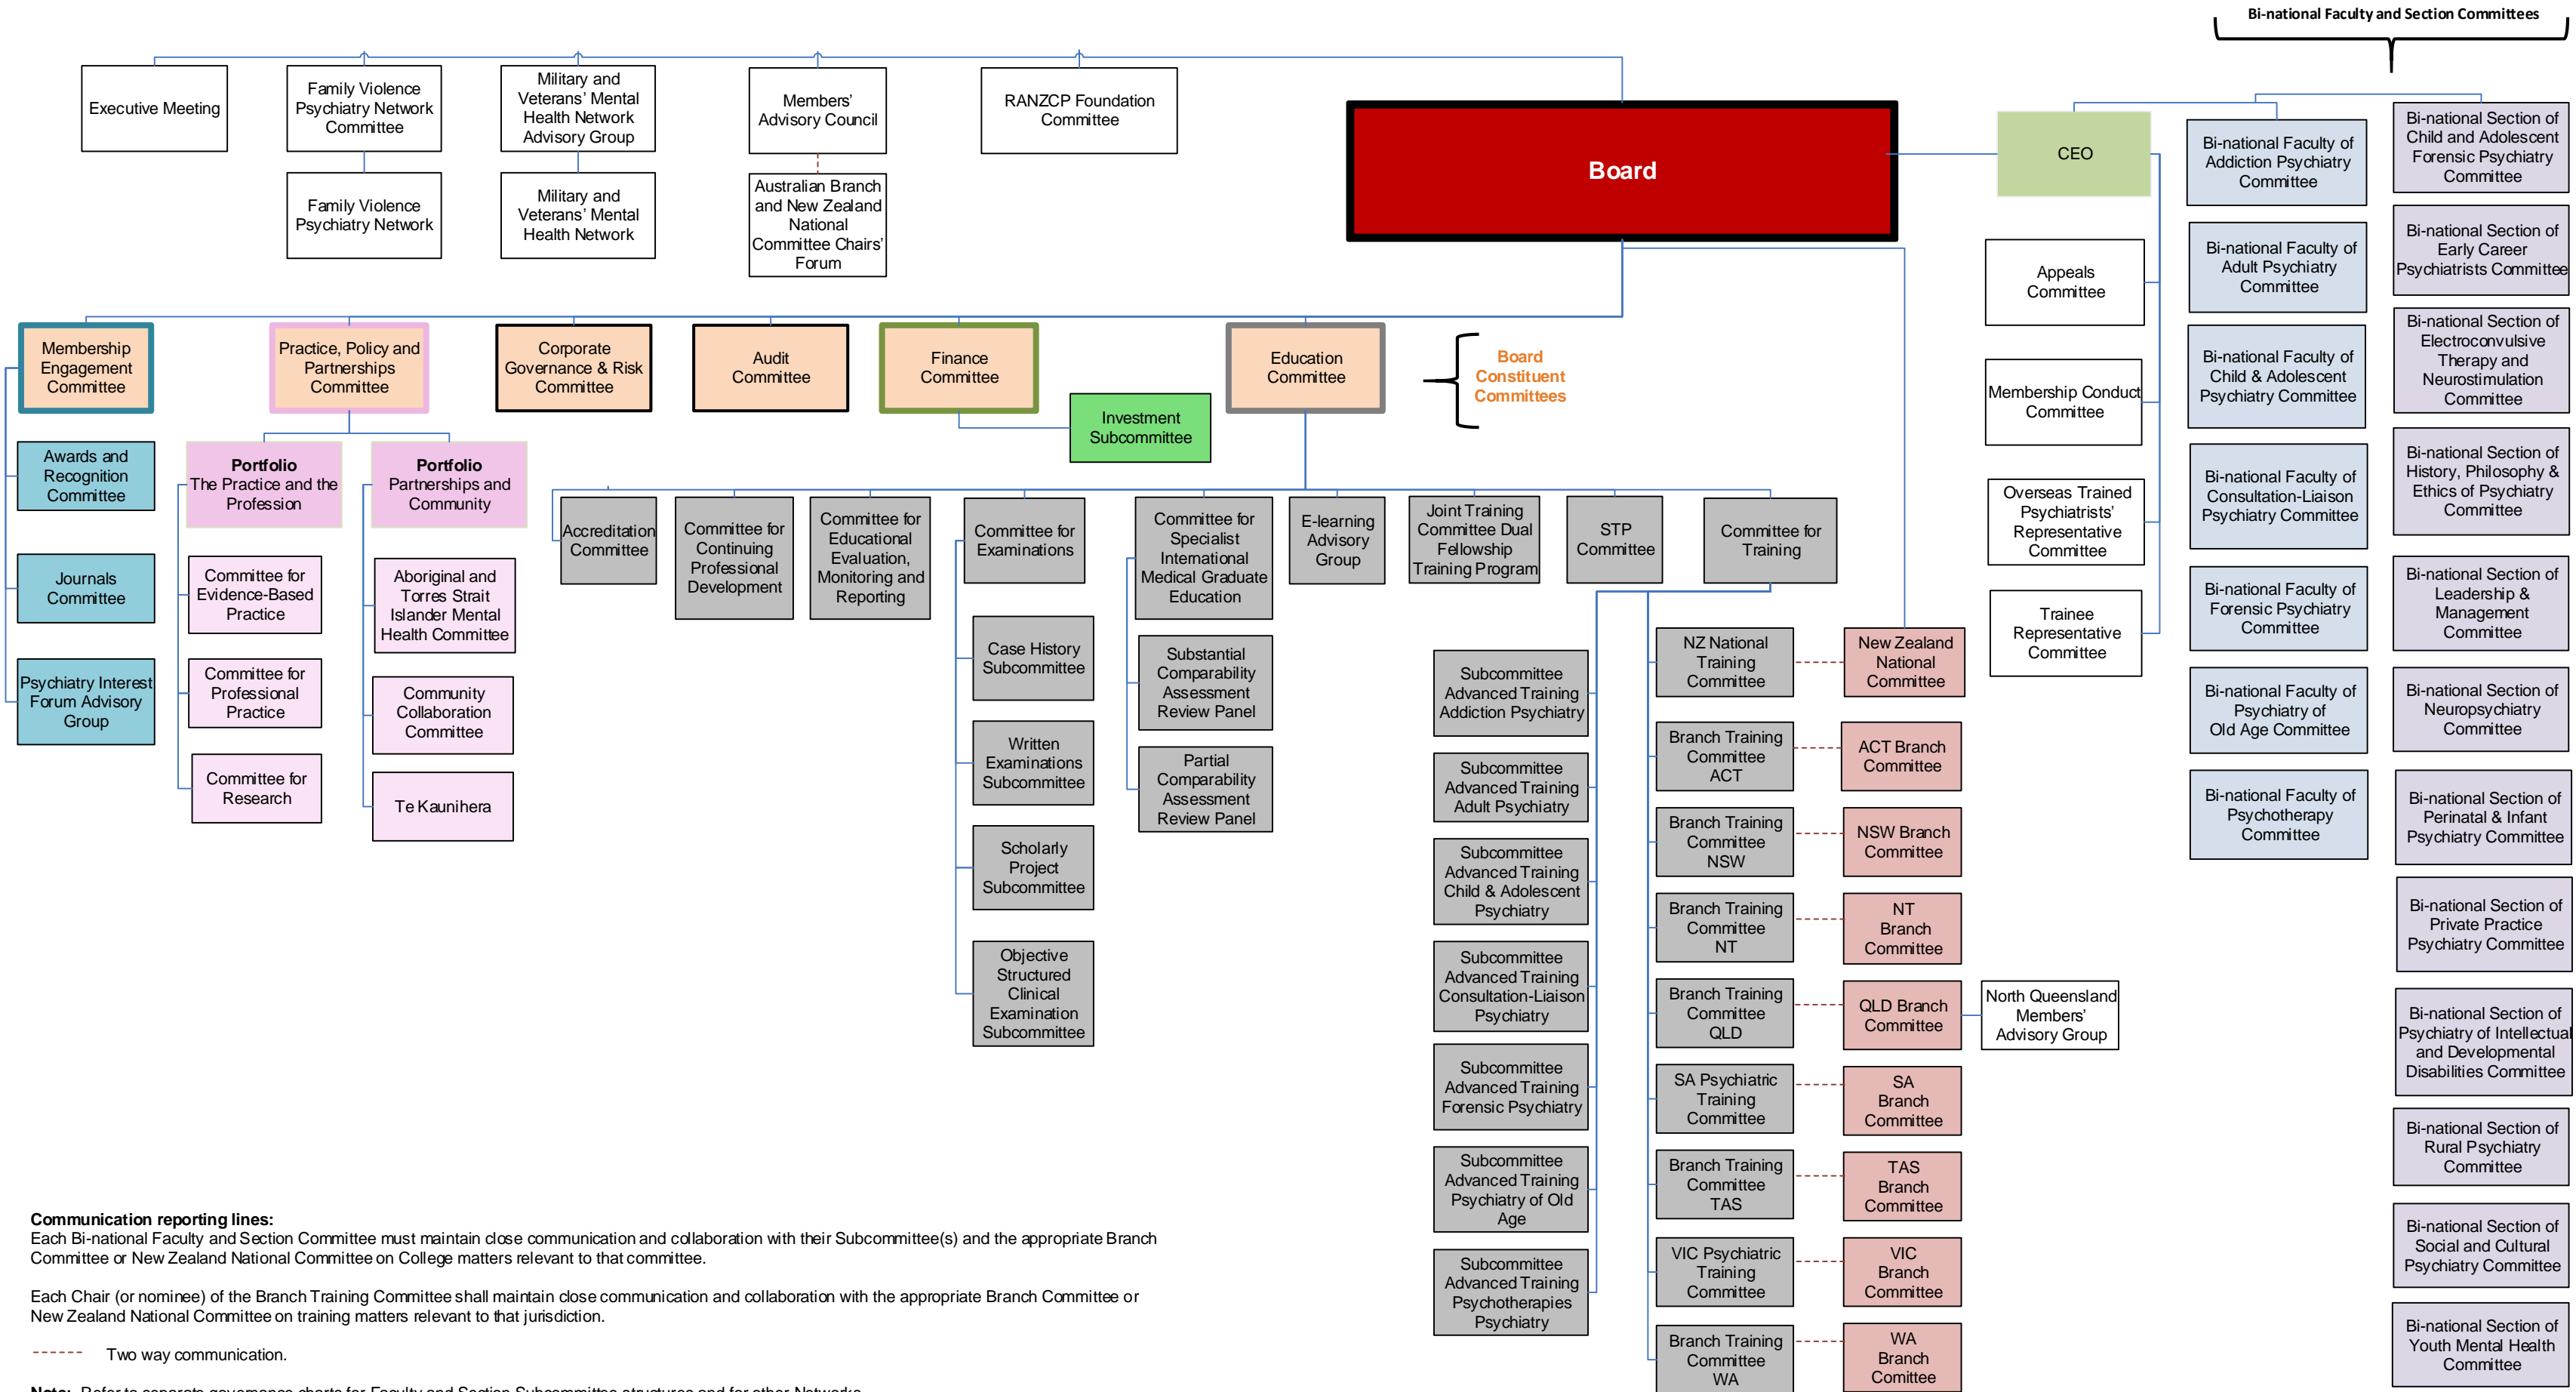 Bi-national Faculty and Section Committees
Executive Meeting
Family Violence
Psychiatry Network
Committee
Military and
Veterans’ Mental
Health Network
Advisory Group
Members’
Advisory Council
RANZCP Foundation
Committee
Family Violence
Psychiatry Network
Military and
Veterans’ Mental
Health Network
Australian Branch
and New Zealand
National
Committee Chairs’
Forum
Board
CEO
Appeals
Committee
Membership Conduct
Committee
Overseas Trained
Psychiatrists’
Representative
Committee
Trainee
Representative
Committee
Bi-national Faculty of
Addiction Psychiatry
Committee
Bi-national Faculty of
Adult Psychiatry
Committee
Bi-national Faculty of
Child & Adolescent
Psychiatry Committee
Bi-national Faculty of
Consultation-Liaison
Psychiatry Committee
Bi-national Faculty of
Forensic Psychiatry
Committee
Bi-national Faculty of
Psychiatry of
Old Age Committee
Bi-national Faculty of
Psychotherapy
Committee
Bi-national Section of
Child and Adolescent
Forensic Psychiatry
Committee
Bi-national Section of
Early Career
Psychiatrists Committee
Bi-national Section of
Electroconvulsive
Therapy and
Neurostimulation
Committee
Bi-national Section of
History, Philosophy &
Ethics of Psychiatry
Committee
Bi-national Section of
Leadership &
Management
Committee
Bi-national Section of
Neuropsychiatry
Committee
Bi-national Section of
Perinatal & Infant
Psychiatry Committee
Bi-national Section of
Private Practice
Psychiatry Committee
Bi-national Section of
Psychiatry of Intellectual
and Developmental
Disabilities Committee
Bi-national Section of
Rural Psychiatry
Committee
Bi-national Section of
Social and Cultural
Psychiatry Committee
Bi-national Section of
Youth Mental Health
Committee
Membership
Engagement
Committee
Practice, Policy and
Partnerships
Committee
Corporate
Governance & Risk
Committee
Audit
Committee
Finance
Committee
Education
Committee
Board
Constituent
Committees
Investment
Subcommittee
Awards and
Recognition
Committee
Journals
Committee
Psychiatry Interest
Forum Advisory
Group
Portfolio
The Practice and the
Profession
Committee for
Evidence-Based
Practice
Committee for
Professional
Practice
Committee for
Research
Portfolio
Partnerships and
Community
Aboriginal and
Torres Strait
Islander Mental
Health Committee
Community
Collaboration
Committee
Te Kaunihera
Accreditation
Committee
Committee for
Continuing
Professional
Development
Committee for
Educational
Evaluation,
Monitoring and
Reporting
Committee for
Examinations
Committee for
Specialist
International
Medical Graduate
Education
E-learning
Advisory
Group
Joint Training
Committee Dual
Fellowship
Training Program
STP
Committee
Committee for
Training
Case History
Subcommittee
Written
Examinations
Subcommittee
Scholarly
Project
Subcommittee
Objective
Structured
Clinical
Examination
Subcommittee
Substantial
Comparability
Assessment
Review Panel
Partial
Comparability
Assessment
Review Panel
Subcommittee
Advanced Training
Addiction Psychiatry
Subcommittee
Advanced Training
Adult Psychiatry
Subcommittee
Advanced Training
Child & Adolescent
Psychiatry
Subcommittee
Advanced Training
Consultation-Liaison
Psychiatry
Subcommittee
Advanced Training
Forensic Psychiatry
Subcommittee
Advanced Training
Psychiatry of Old
Age
Subcommittee
Advanced Training
Psychotherapies
Psychiatry
NZ National
Training
Committee
New Zealand
National
Committee
Branch Training
Committee
ACT
ACT Branch
Committee
Branch Training
Committee
NSW
NSW Branch
Committee
Branch Training
Committee
NT
NT
Branch
Committee
Branch Training
Committee
QLD
QLD Branch
Committee
North Queensland
Members’
Advisory Group
SA Psychiatric
Training
Committee
SA
Branch
Committee
Branch Training
Committee
TAS
TAS
Branch
Committee
VIC Psychiatric
Training
Committee
VIC
Branch
Committee
Branch Training
Committee
WA
WA
Branch
Comittee
Communication reporting lines:
Each Bi-national Faculty and Section Committee must maintain close communication and collaboration with their Subcommittee(s) and the appropriate Branch
Committee or New Zealand National Committee on College matters relevant to that committee.
Each Chair (or nominee) of the Branch Training Committee shall maintain close communication and collaboration with the appropriate Branch Committee or
New Zealand National Committee on training matters relevant to that jurisdiction.
Two way communication.
Note: Refer to separate governance charts for Faculty and Section Subcommittee structures and for other Networks